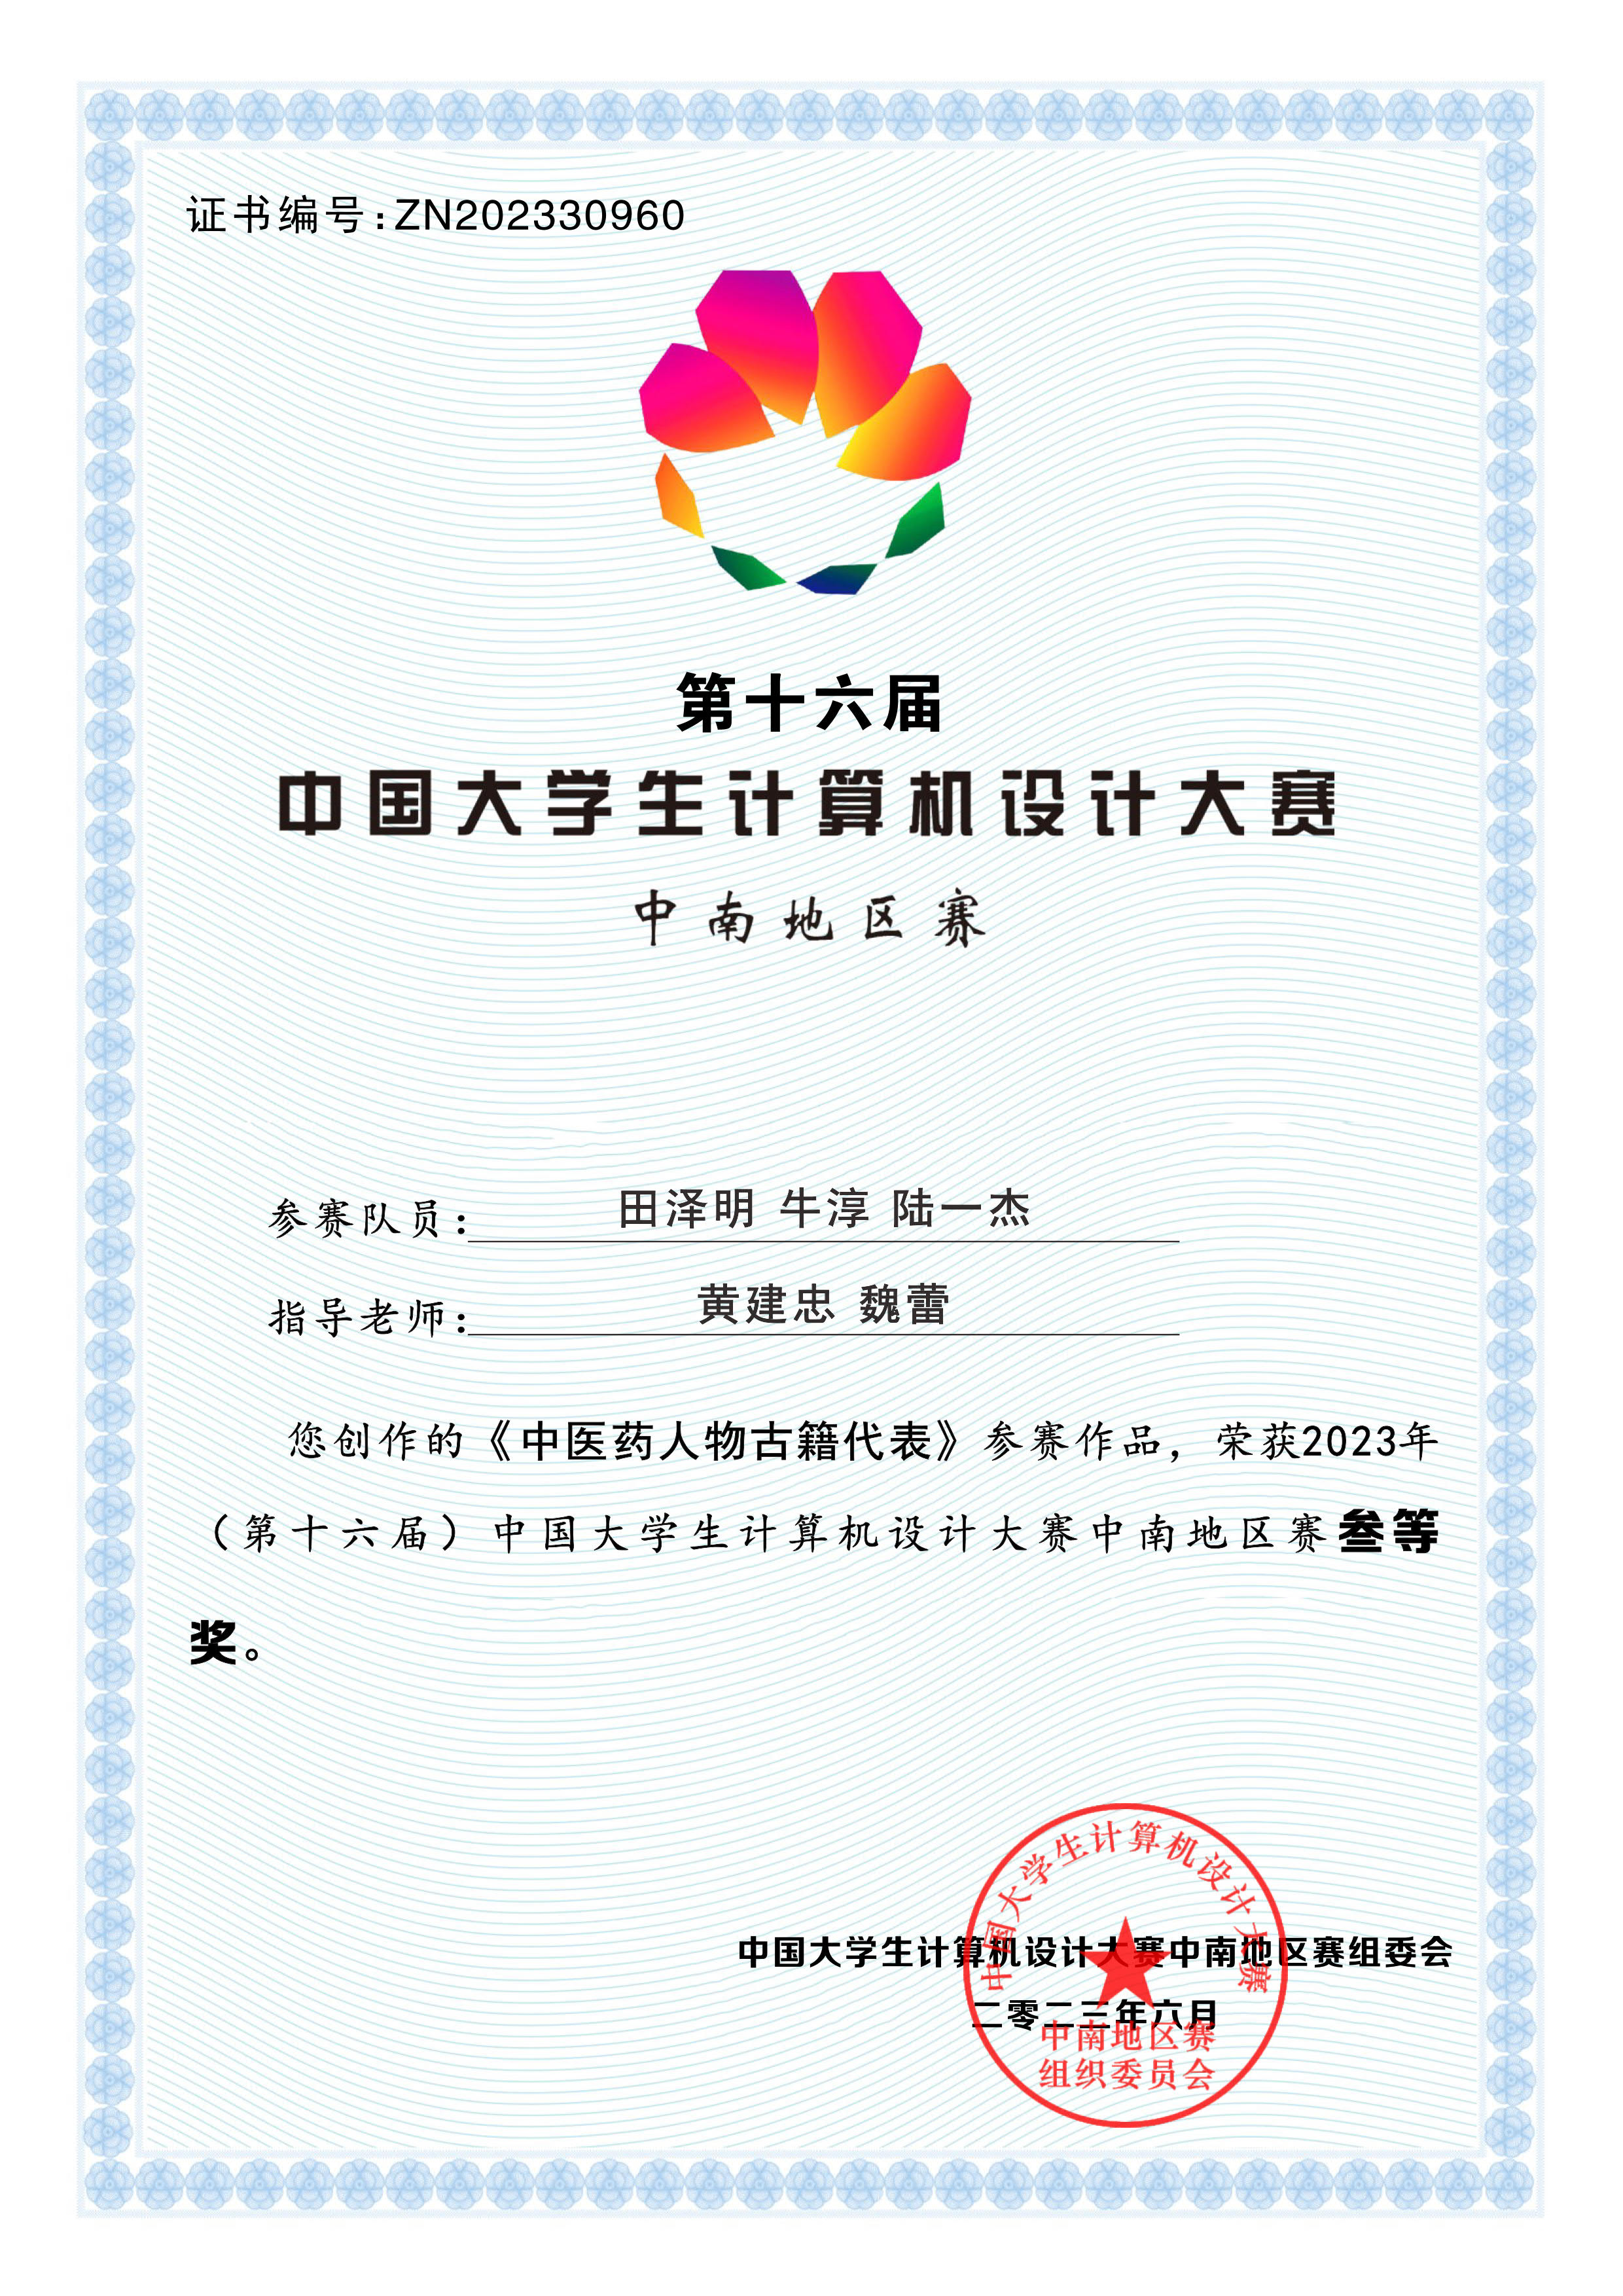 证书编号:ZN202330960
第十六届
中国大学生计算机设计大赛
中南地区赛
参赛队员: 田泽明 牛淳 陆一杰
指导老师: 黄建忠 魏蕾
您创作的《中医药人物古籍代表》参赛作品，荣获2023年
（第十六届）中国大学生计算机设计大赛中南地区赛叁等
奖。
中国大学生计算机设计大赛中南地区赛组委会
二零二三年六月
中国大学生计算机设计大赛
中南地区赛
组织委员会